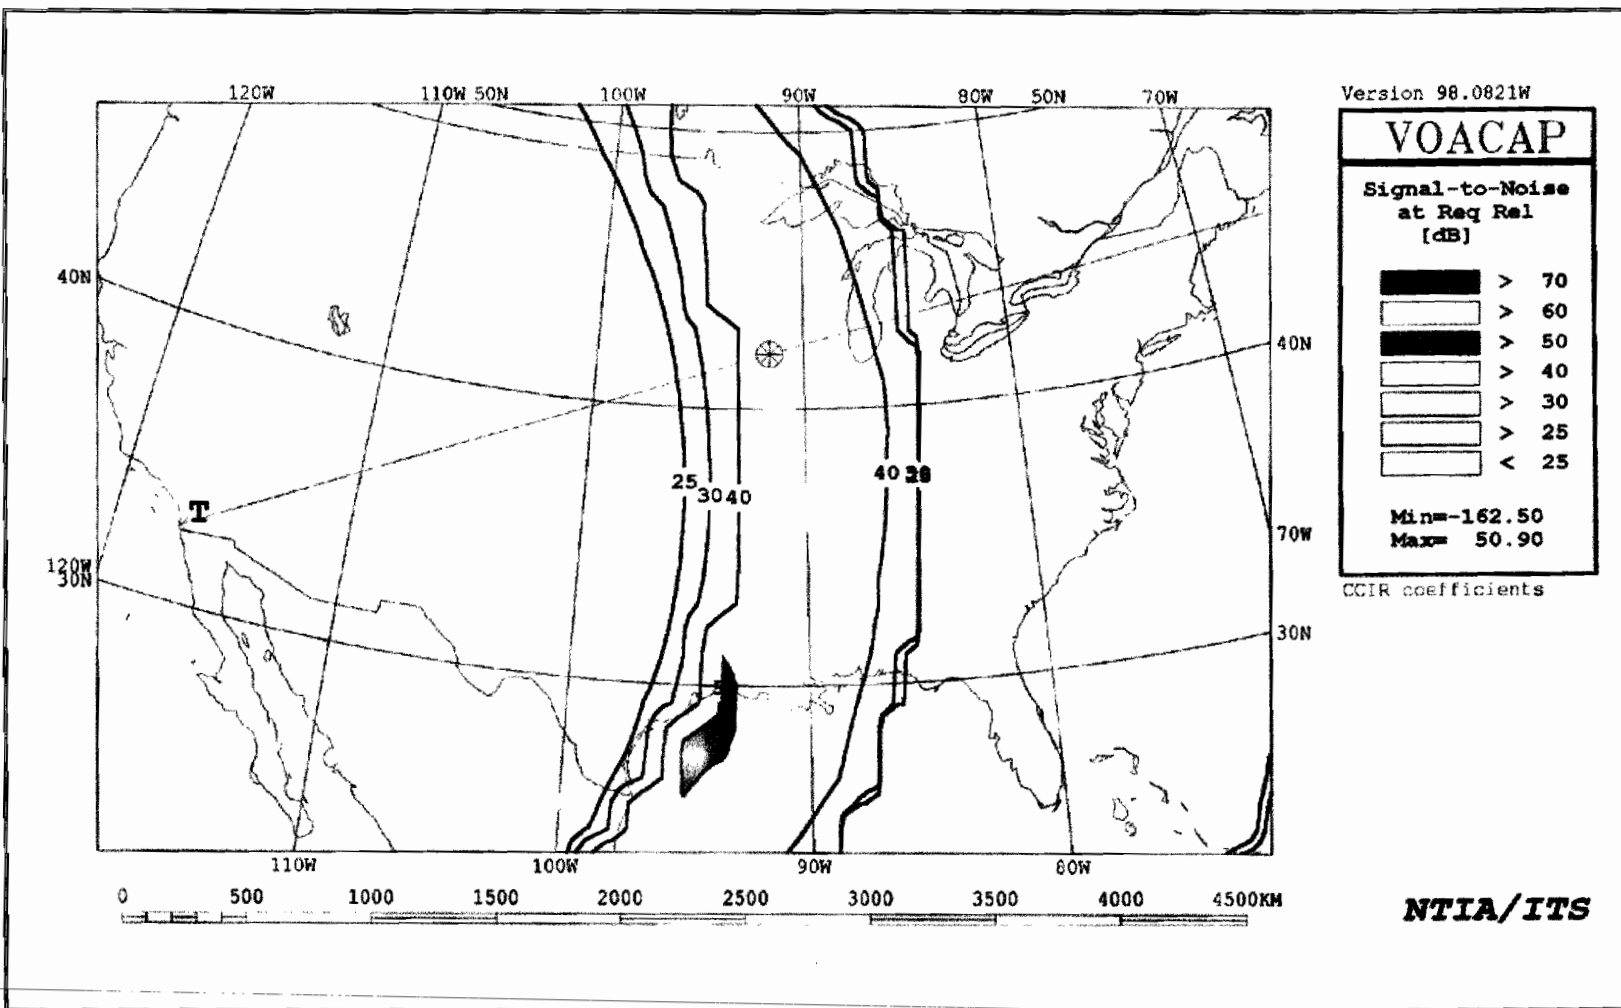 120W 110W 50N 100W 90W 80W 50N 70W
Version 98.0821W
VOACAP
Signal-to-Noise
at Req Rel
[dB]
> 70
> 60
> 50
> 40
> 30
> 25
< 25
Min=-162.50
Max= 50.90
CCIR coefficients
40N
40N
T
25 30 40
40
120W
30N
70W
30N
110W 100W 90W 80W
0 500 1000 1500 2000 2500 3000 3500 4000 4500KM
NTIA/ITS